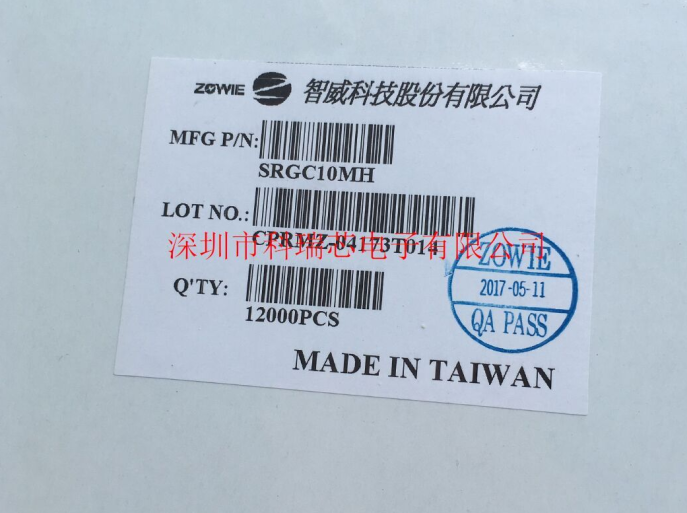 ZOWIE 智威科技股份有限公司
MFG P/N:
SRGC10MH
LOT NO.:
CPRMZ-04173T014
深圳市科瑞芯电子有限公司
ZOWIE
2017-05-11
QA PASS
Q'TY:
12000PCS
MADE IN TAIWAN